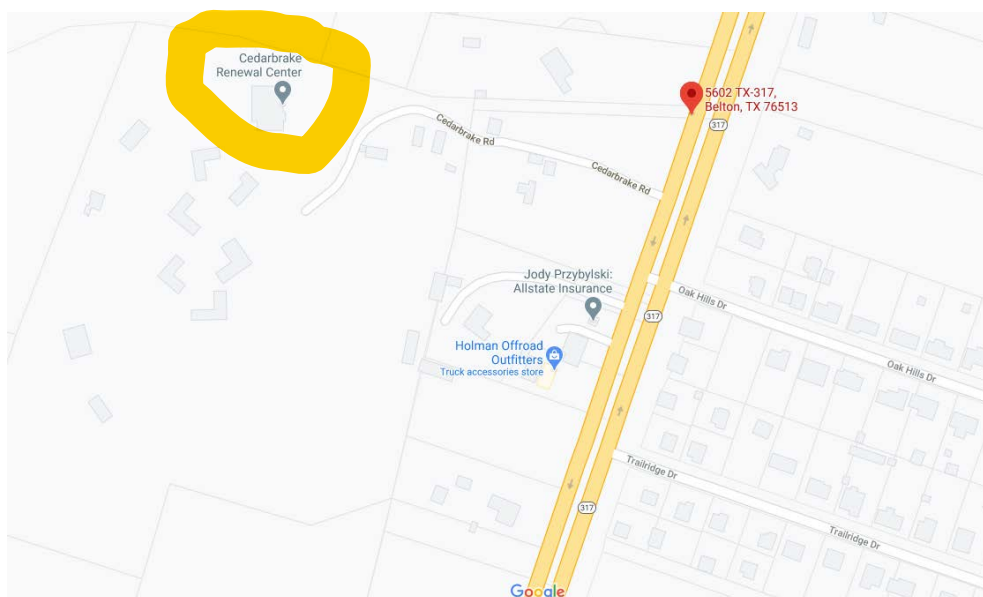 Cedarbrake
Renewal Center
5602 TX-317,
Belton, TX 76513
317
Cedarbrake Rd
Cedarbrake Rd
Jody Przybylski:
Allstate Insurance
Oak Hills Dr
317
Holman Offroad
Outfitters
Truck accessories store
Oak Hills Dr
Trailridge Dr
317
Trailridge Dr
Google